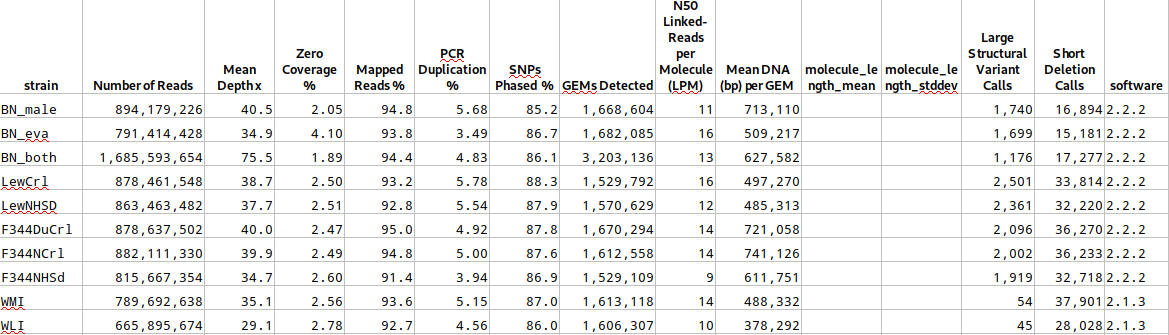 strain Number of Reads Mean Depth x Zero Coverage % Mapped Reads % PCR Duplication % SNPs Phased % GEMs Detected N50 Linked-Reads per Molecule (LPM) Mean DNA (bp) per GEM molecule_length_mean molecule_length_stddev Large Structural Variant Calls Short Deletion Calls software
BN_male 894,179,226 40.5 2.05 94.8 5.68 85.2 1,668,604 11 713,110 1,740 16,894 2.2.2
BN_eva 791,414,428 34.9 4.10 93.8 3.49 86.7 1,682,085 16 509,217 1,699 15,181 2.2.2
BN_both 1,685,593,654 75.5 1.89 94.4 4.83 86.1 3,203,136 13 627,582 1,176 17,277 2.2.2
LewCrl 878,461,548 38.7 2.50 93.2 5.78 88.3 1,529,792 16 497,270 2,501 33,814 2.2.2
LewNHSD 863,463,482 37.7 2.51 92.8 5.54 87.9 1,570,629 12 485,313 2,361 32,220 2.2.2
F344DuCrl 878,637,502 40.0 2.47 95.0 4.92 87.8 1,670,294 14 721,058 2,096 36,270 2.2.2
F344NCrl 882,111,330 39.9 2.49 94.8 5.00 87.6 1,612,558 14 741,126 2,002 36,233 2.2.2
F344NHSd 815,667,354 34.7 2.60 91.4 3.94 86.9 1,529,109 9 611,751 1,919 32,718 2.2.2
WMI 789,692,638 35.1 2.56 93.6 5.15 87.0 1,613,118 14 488,332 54 37,901 2.1.3
WLI 665,895,674 29.1 2.78 92.7 4.56 86.0 1,606,307 10 378,292 45 28,028 2.1.3